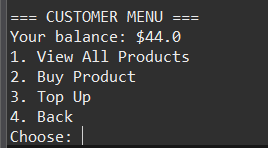 === CUSTOMER MENU ===
Your balance: $44.0
1. View All Products
2. Buy Product
3. Top Up
4. Back
Choose: